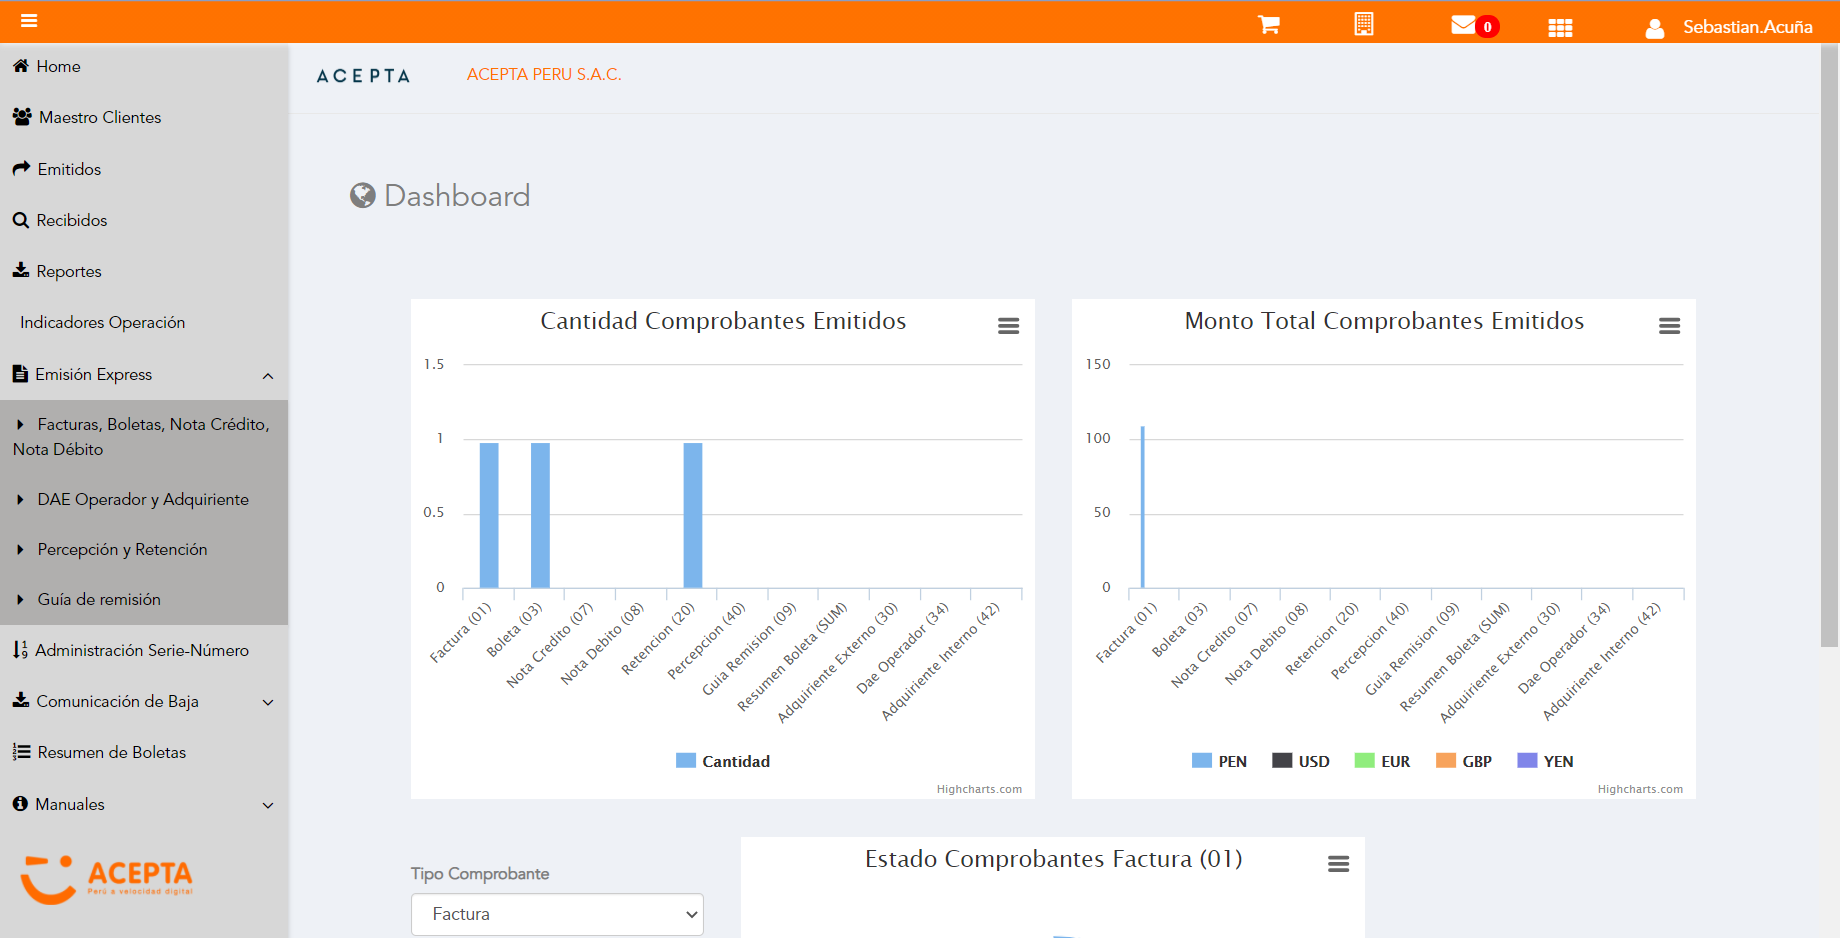 0
Sebastian.Acuña
Home
Maestro Clientes
Emitidos
Recibidos
Reportes
Indicadores Operación
Emisión Express
Facturas, Boletas, Nota Crédito,
Nota Débito
DAE Operador y Adquiriente
Percepción y Retención
Guía de remisión
Administración Serie-Número
Comunicación de Baja
Resumen de Boletas
Manuales
ACEPTA
Perú a velocidad digital
ACEPTA
ACEPTA PERU S.A.C.
Dashboard
Cantidad Comprobantes Emitidos
1.5
1
0.5
0
Factura (01)
Boleta (03)
Nota Credito (07)
Nota Debito (08)
Retencion (20)
Percepcion (40)
Guia Remision (09)
Resumen Boleta (SUM)
Adquiriente Externo (30)
Dae Operador (34)
Adquiriente Interno (42)
Cantidad
Highcharts.com
Monto Total Comprobantes Emitidos
150
100
50
0
Factura (01)
Boleta (03)
Nota Credito (07)
Nota Debito (08)
Retencion (20)
Percepcion (40)
Guia Remision (09)
Resumen Boleta (SUM)
Adquiriente Externo (30)
Dae Operador (34)
Adquiriente Interno (42)
PEN USD EUR GBP YEN
Highcharts.com
Tipo Comprobante
Factura
Estado Comprobantes Factura (01)